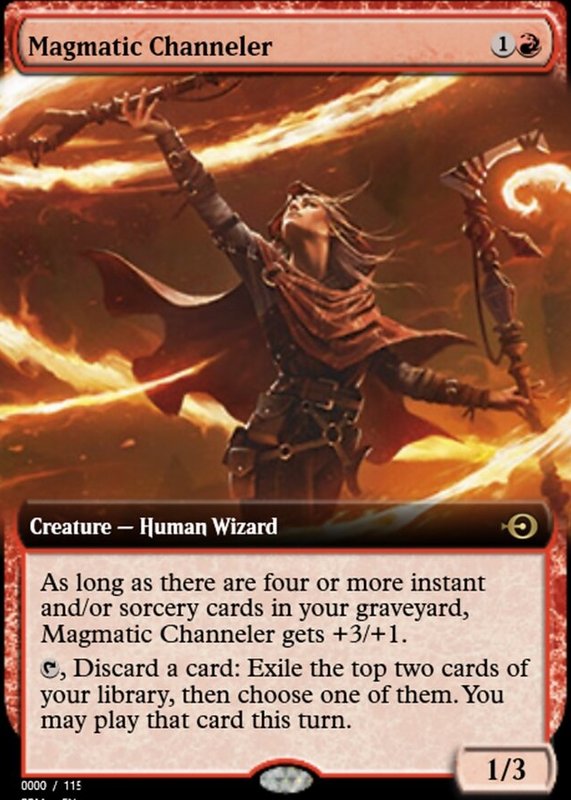 Magmatic Channeler 1
Creature — Human Wizard
As long as there are four or more instant
and/or sorcery cards in your graveyard,
Magmatic Channeler gets +3/+1.
, Discard a card: Exile the top two cards of
your library, then choose one of them. You
may play that card this turn.
1/3
0000 / 115